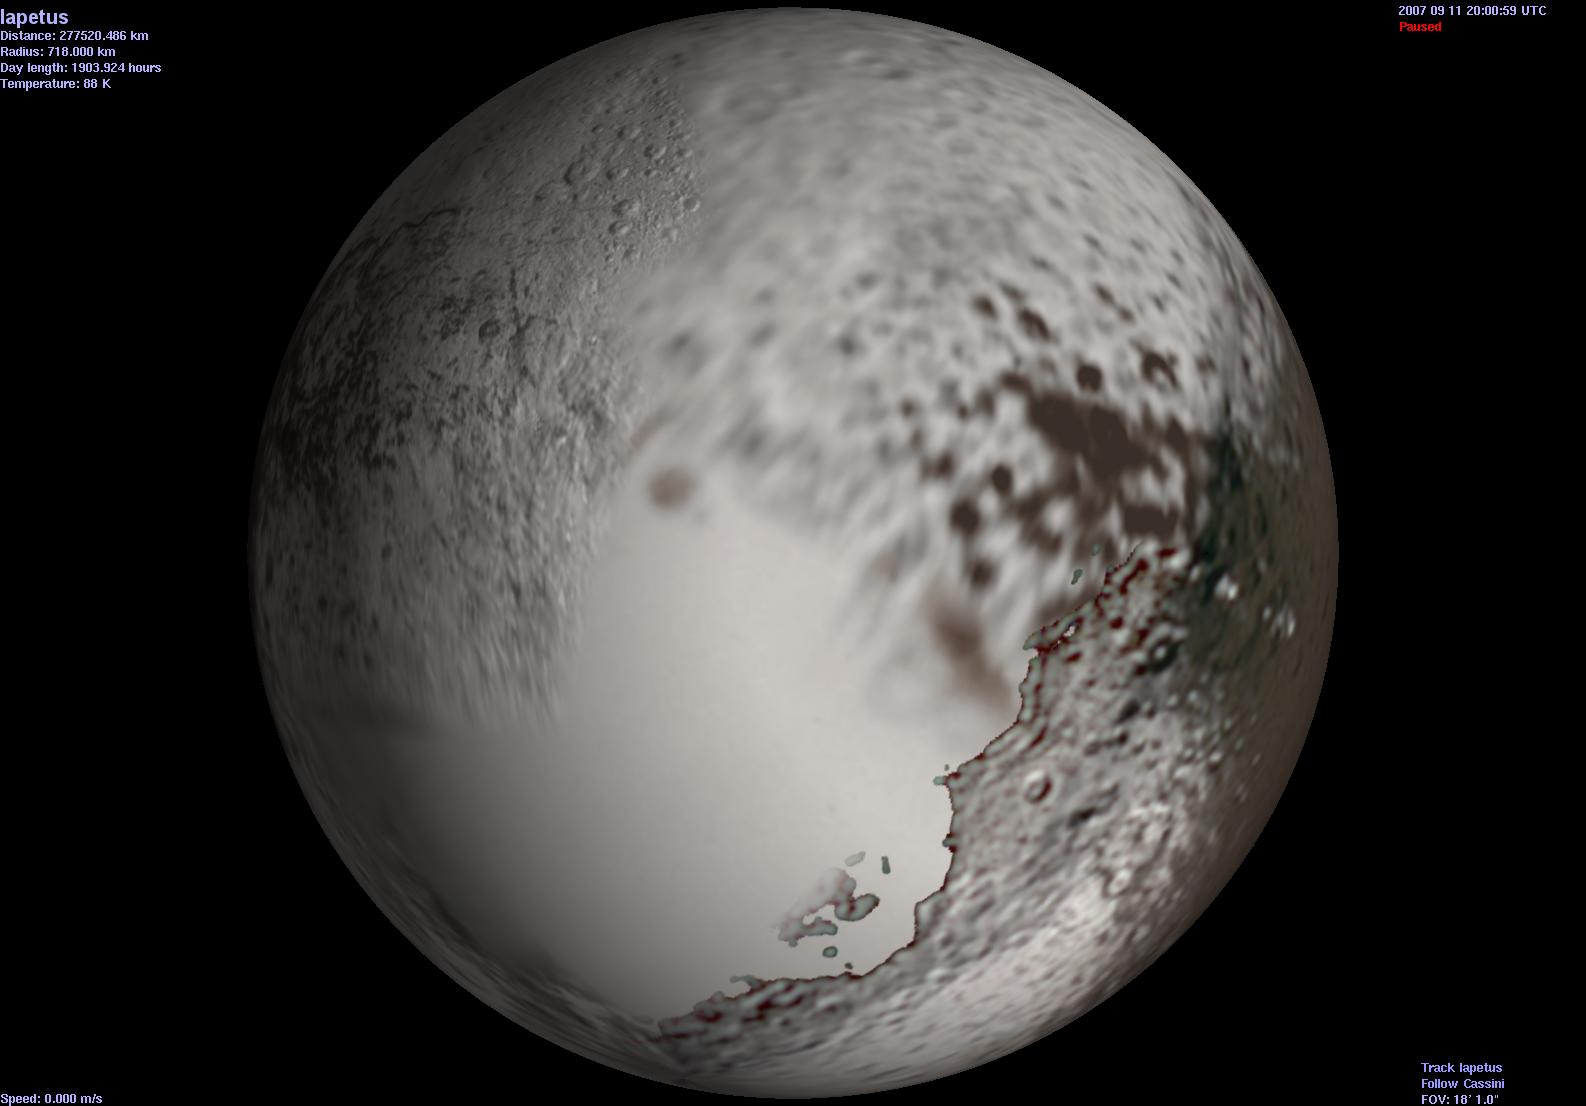 Iapetus
Distance: 277520.486 km
Radius: 718.000 km
Day length: 1903.924 hours
Temperature: 88 K
2007 09 11 20:00:59 UTC
Paused
Speed: 0.000 m/s
Track Iapetus
Follow Cassini
FOV: 18' 1.0"